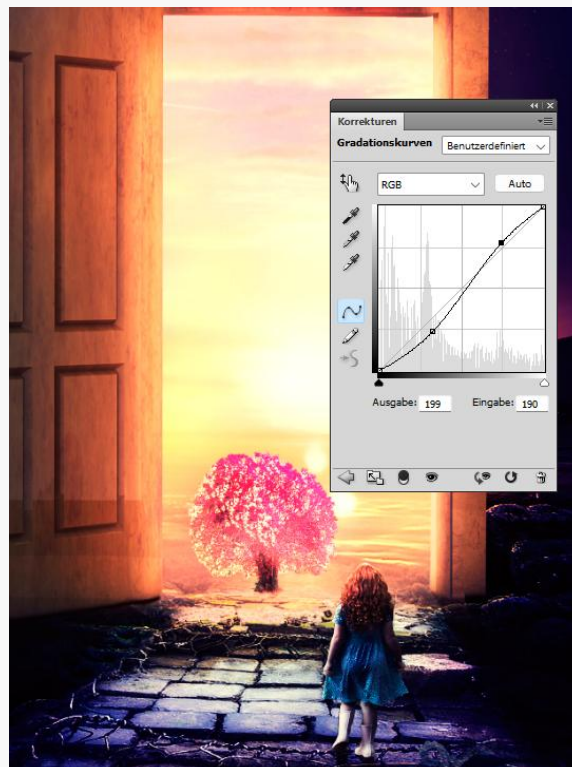 Korrekturen
Gradationskurven Benutzerdefiniert
RGB Auto
Ausgabe: 199 Eingabe: 190